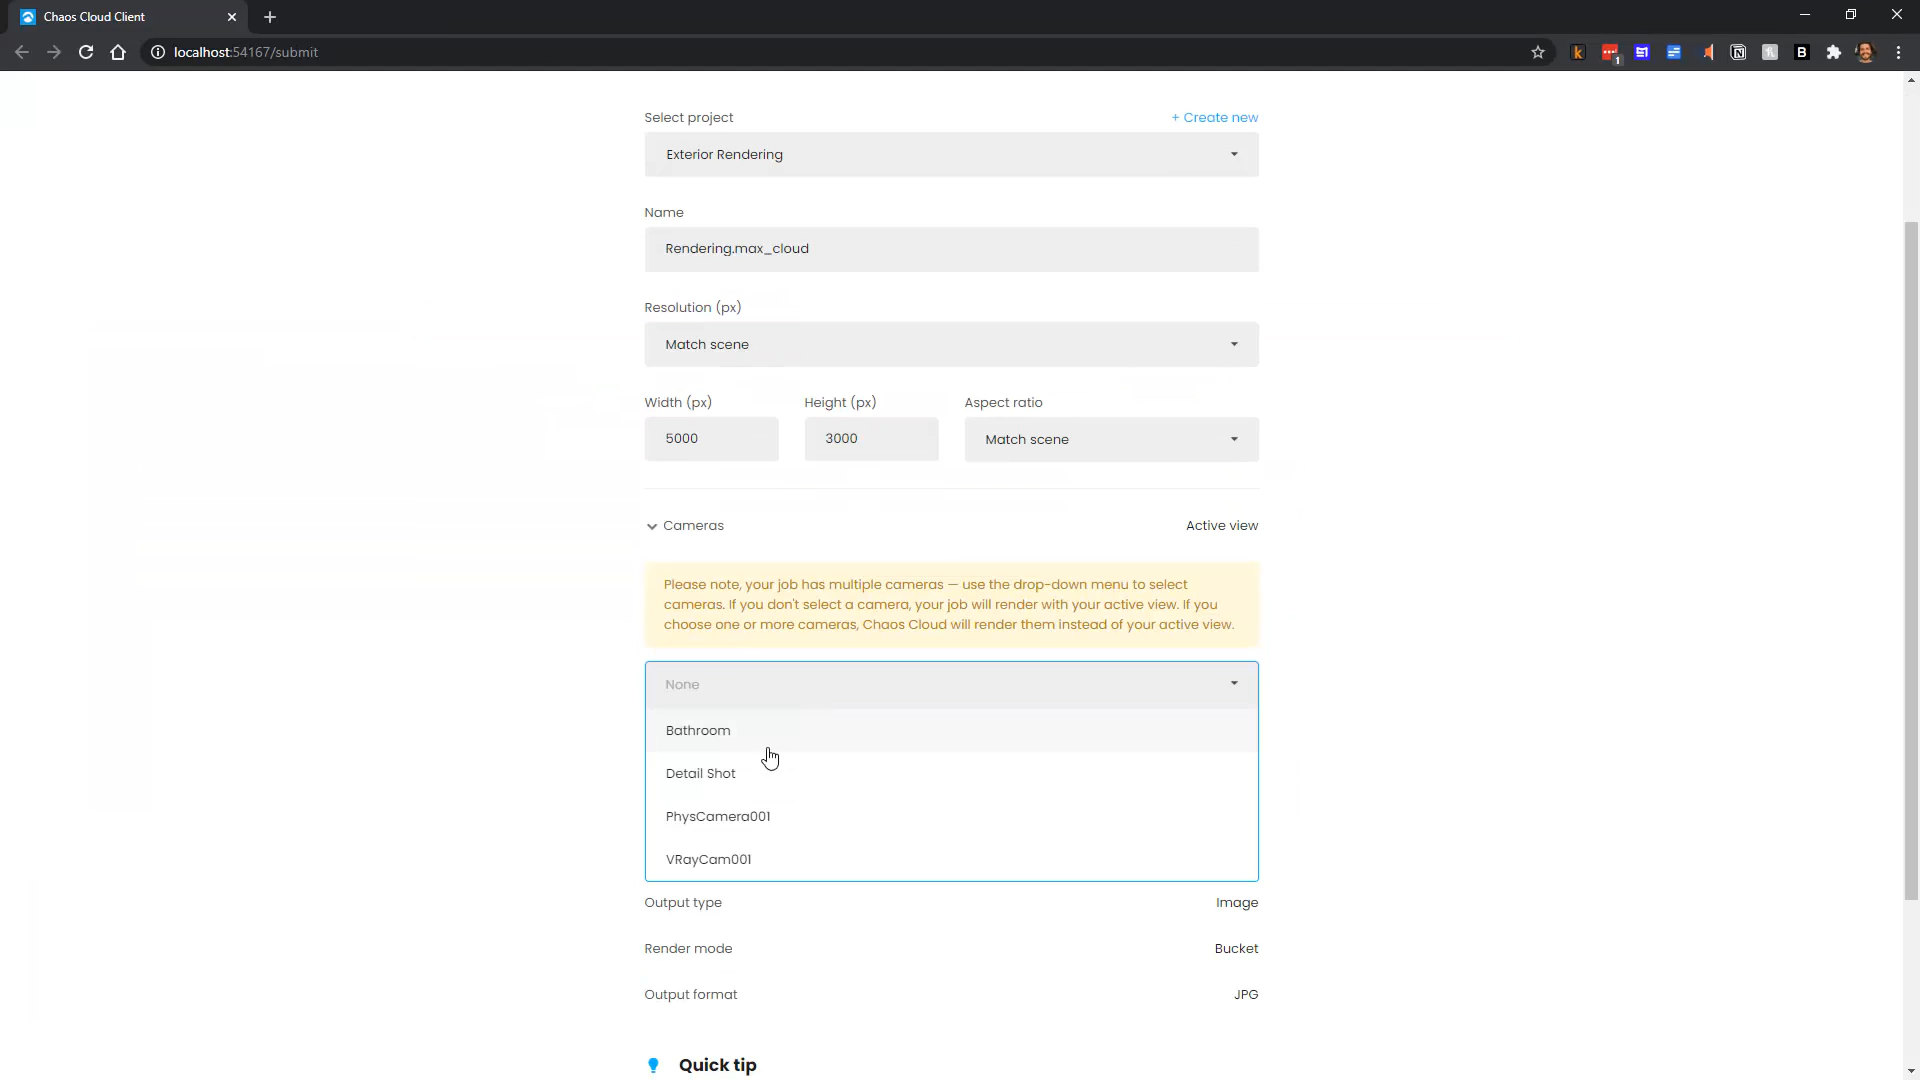 Chaos Cloud Client
localhost:54167/submit
1
Select project
+ Create new
Exterior Rendering
Name
Rendering.max_cloud
Resolution (px)
Match scene
Width (px)
Height (px)
Aspect ratio
5000
3000
Match scene
Cameras
Active view
Please note, your job has multiple cameras — use the drop-down menu to select
cameras. If you don't select a camera, your job will render with your active view. If you
choose one or more cameras, Chaos Cloud will render them instead of your active view.
None
Bathroom
Detail Shot
PhysCamera001
VRayCam001
Output type
Image
Render mode
Bucket
Output format
JPG
Quick tip